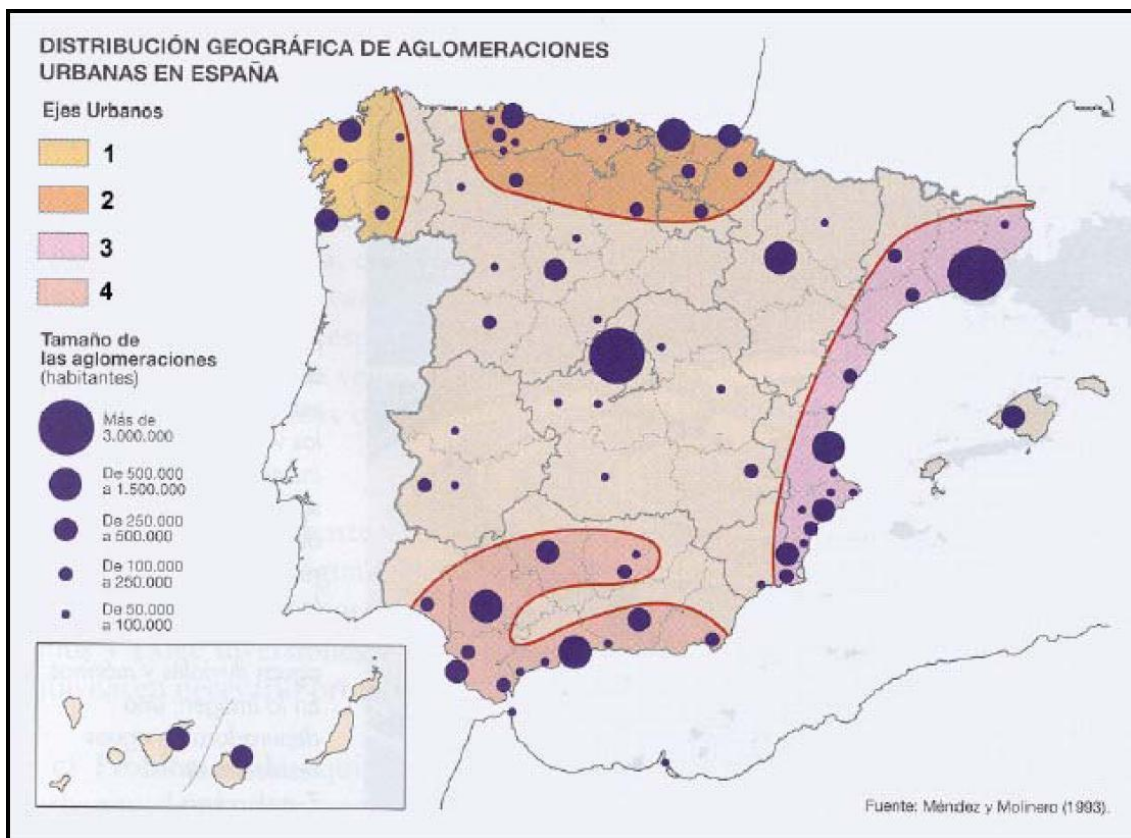 DISTRIBUCIÓN GEOGRÁFICA DE AGLOMERACIONES
URBANAS EN ESPAÑA
Ejes Urbanos
1
2
3
4
Tamaño de
las aglomeraciones
(habitantes)
Más de
3.000.000
De 500.000
a 1.500.000
De 250.000
a 500.000
De 100.000
a 250.000
De 50.000
a 100.000
Fuente: Méndez y Molinero (1993).